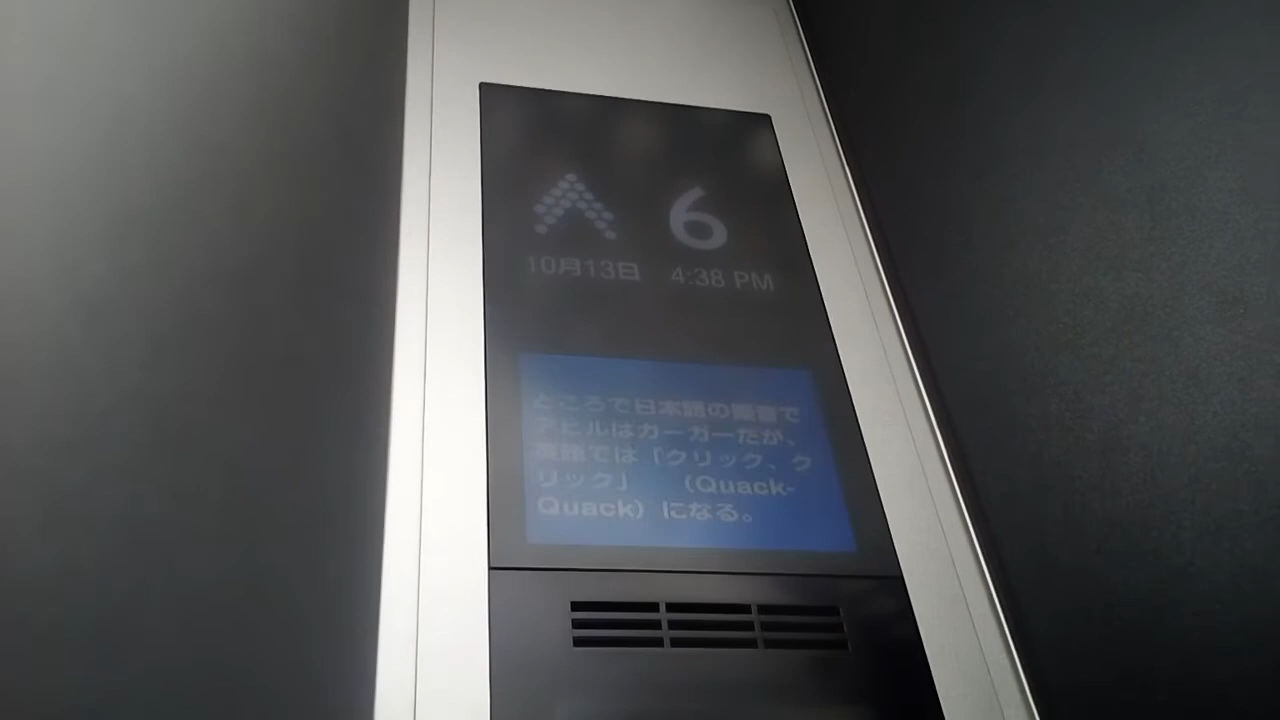 6
10月13日 4:38 PM
ところで日本語の擬音で
アヒルはガーガーだが、
英語では「クワック、ク
ワック」 (Quack-
Quack) になる。